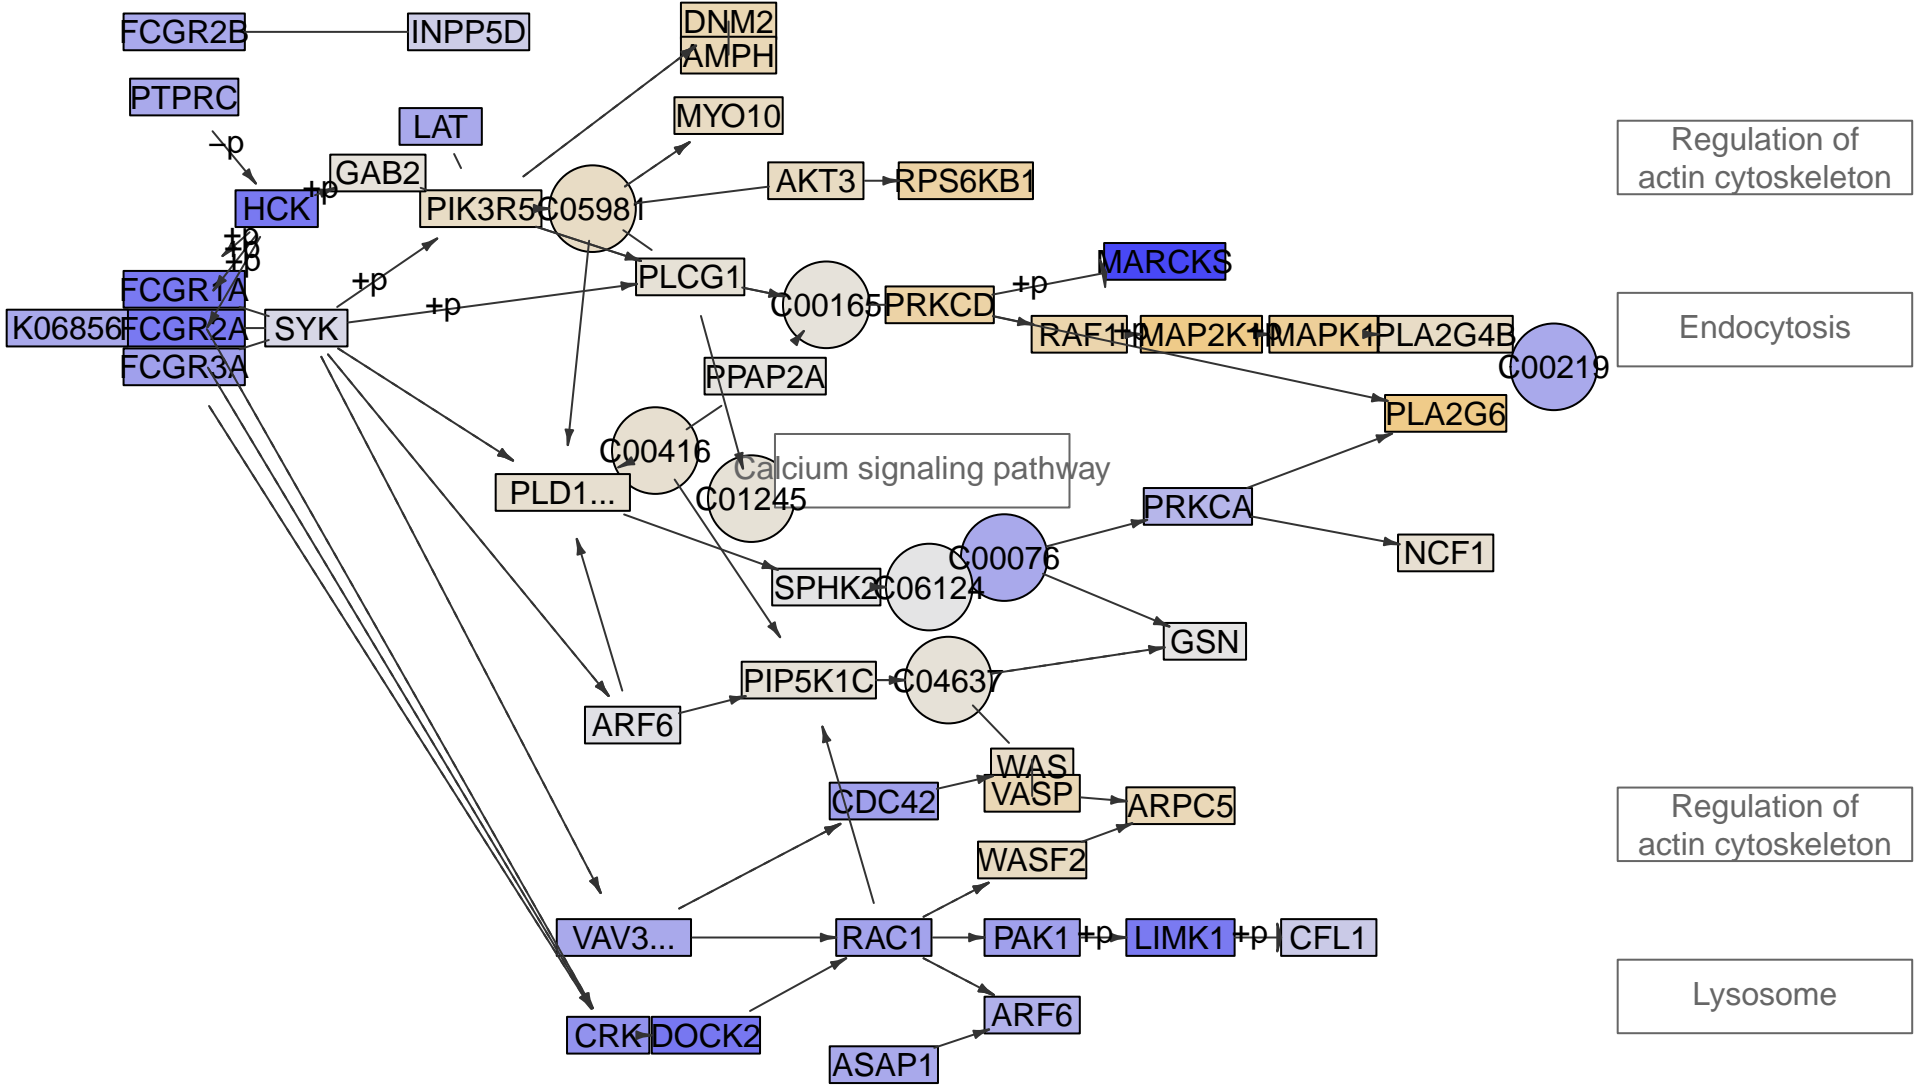 FCGR2B
INPP5D
DNM2
AMPH
PTPRC
LAT
MYO10
Regulation of
actin cytoskeleton
–p
GAB2
+p
HCK
PIK3R5
C05981
AKT3
RPS6KB1
+p
+p
+p
FCGR1A
+p
PLCG1
C00165
PRKCD
+p
MARCKS
K06856
FCGR2A
SYK
+p
RAF1
+p
MAP2K1
+p
MAPK1
PLA2G4B
Endocytosis
FCGR3A
PPAP2A
C00219
PLA2G6
C00416
Calcium signaling pathway
PLD1...
C01245
PRKCA
NCF1
SPHK2
C06124
C00076
GSN
PIP5K1C
C04637
ARF6
WAS
VASP
CDC42
ARPC5
Regulation of
actin cytoskeleton
WASF2
VAV3...
RAC1
PAK1
+p
LIMK1
+p
CFL1
Lysosome
ARF6
CRK
DOCK2
ASAP1